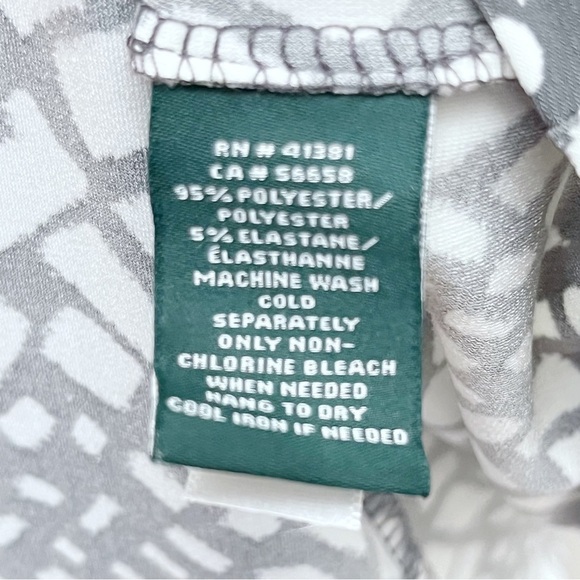 RN # 41381
CA # 56658
95% POLYESTER/
POLYESTER
5% ELASTANE/
ÉLASTHANNE
MACHINE WASH
COLD
SEPARATELY
ONLY NON-
CHLORINE BLEACH
WHEN NEEDED
HANG TO DRY
COOL IRON IF NEEDED